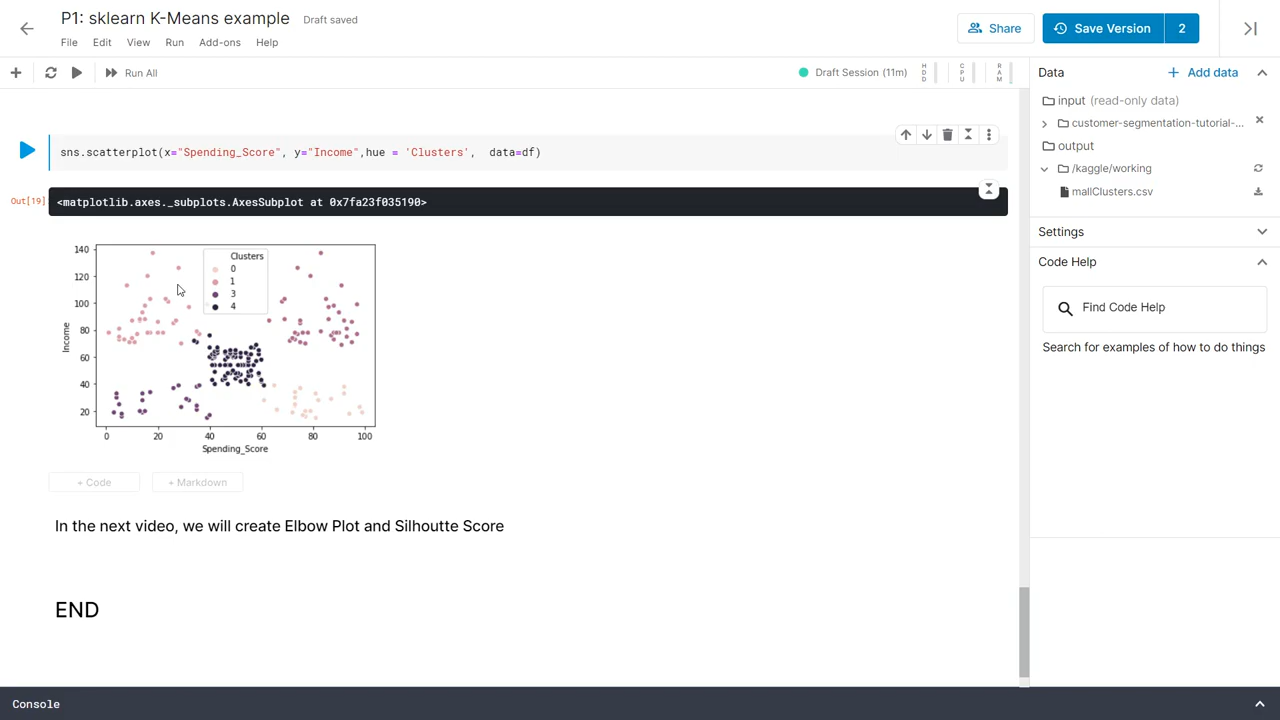 P1: sklearn K-Means example
Draft saved
File Edit View Run Add-ons Help
Share
Save Version 2
Run All
Draft Session (11m)
HDD
CPU
RAM
Data
Add data
input (read-only data)
customer-segmentation-tutorial-...
output
/kaggle/working
mallClusters.csv
Settings
Code Help
Find Code Help
Search for examples of how to do things
sns.scatterplot(x="Spending_Score", y="Income",hue = 'Clusters',  data=df)
Out[19]
<matplotlib.axes._subplots.AxesSubplot at 0x7fa23f035190>
Income
140
120
100
80
60
40
20
Clusters
0
1
3
4
0 20 40 60 80 100
Spending_Score
+ Code
+ Markdown
In the next video, we will create Elbow Plot and Silhoutte Score
END
Console